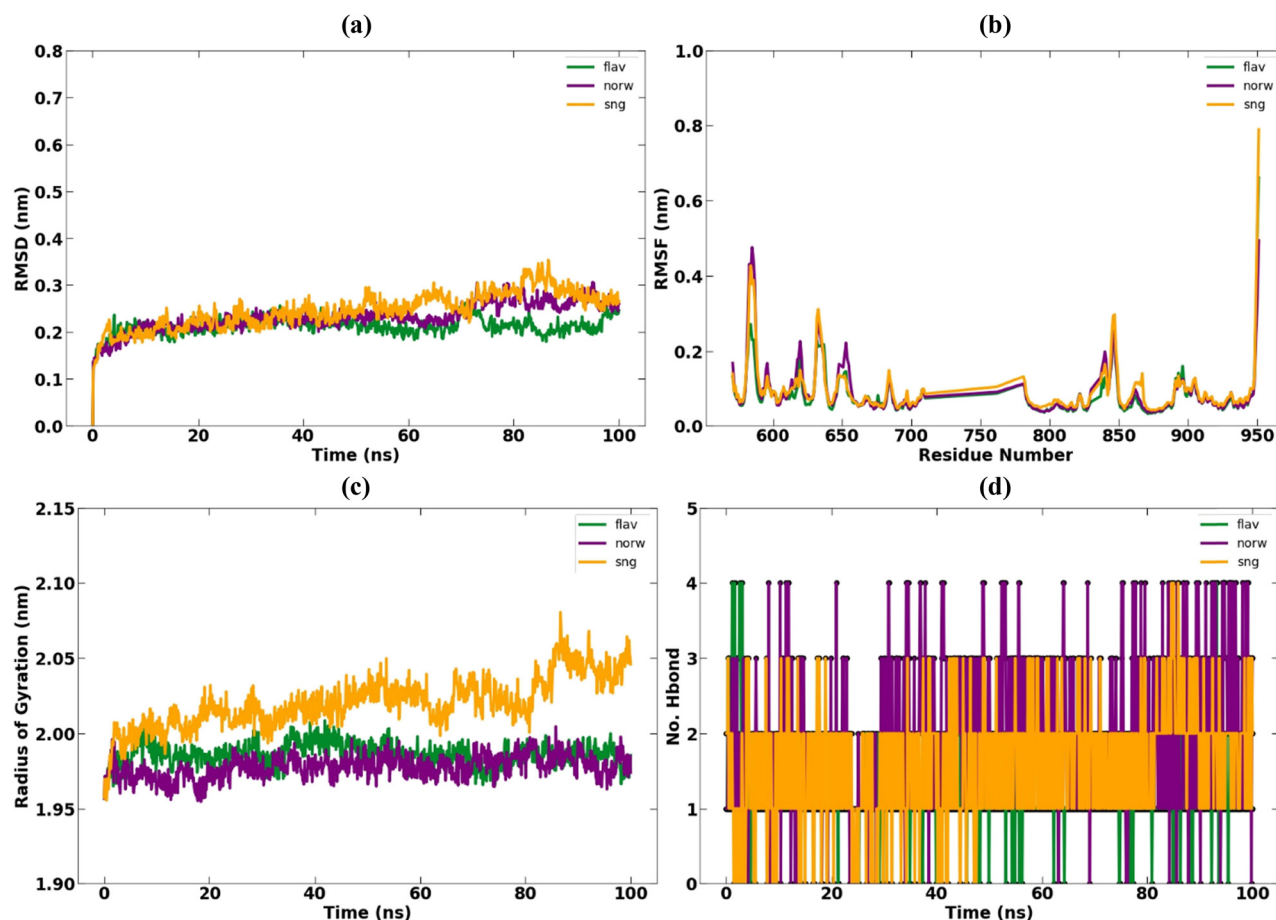 (a)
0.8
0.7
0.6
0.5
0.4
0.3
0.2
0.1
0.0
RMSD (nm)
flav
norw
sng
0 20 40 60 80 100
Time (ns)
(b)
1.0
0.8
0.6
0.4
0.2
0.0
RMSF (nm)
flav
norw
sng
600 650 700 750 800 850 900 950
Residue Number
(c)
2.15
2.10
2.05
2.00
1.95
1.90
Radius of Gyration (nm)
flav
norw
sng
0 20 40 60 80 100
Time (ns)
(d)
5
4
3
2
1
0
No. Hbond
flav
norw
sng
0 20 40 60 80 100
Time (ns)